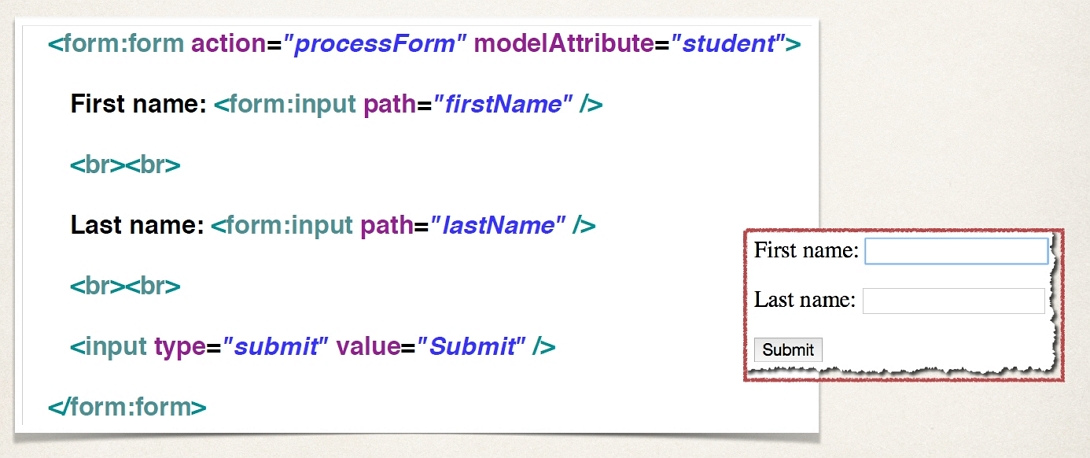 <form:form action="processForm" modelAttribute="student">
First name: <form:input path="firstName" />
<br><br>
Last name: <form:input path="lastName" />
<br><br>
<input type="submit" value="Submit" />
</form:form>
First name:
Last name:
Submit